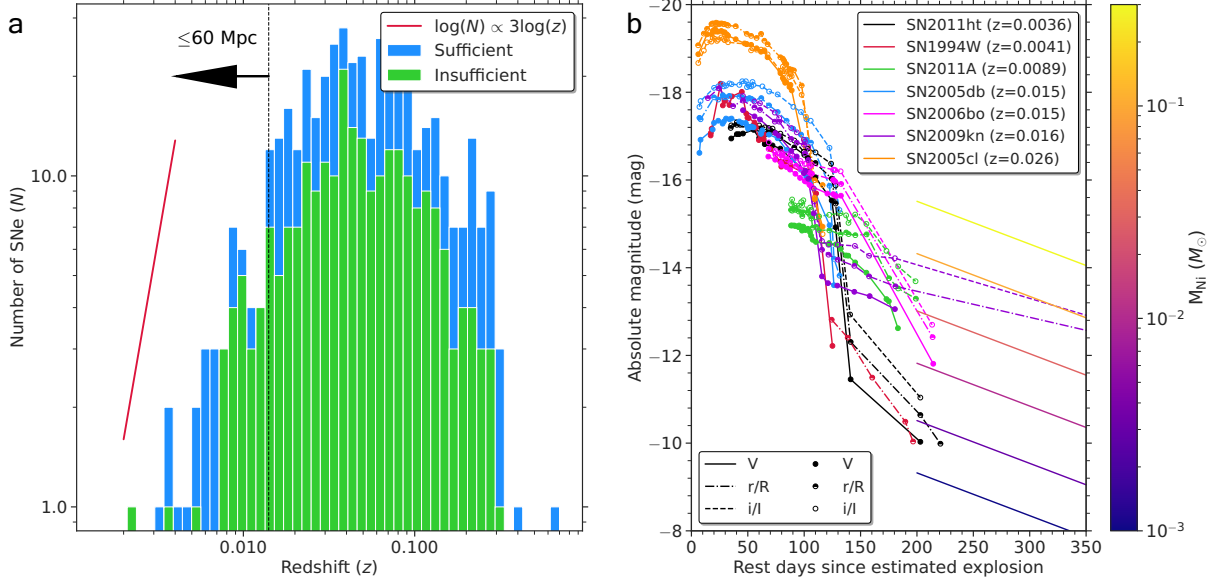 a
≤60 Mpc
log(N) ∝ 3log(z)
Sufficient
Insufficient
Number of SNe (N)
10.0
1.0
0.010
0.100
Redshift (z)
b
Absolute magnitude (mag)
−20
−18
−16
−14
−12
−10
−8
SN2011ht (z=0.0036)
SN1994W (z=0.0041)
SN2011A (z=0.0089)
SN2005db (z=0.015)
SN2006bo (z=0.015)
SN2009kn (z=0.016)
SN2005cl (z=0.026)
V
r/R
i/I
V
r/R
i/I
0 50 100 150 200 250 300 350
Rest days since estimated explosion
10⁻¹
10⁻²
10⁻³
M_Ni (M_⊙)